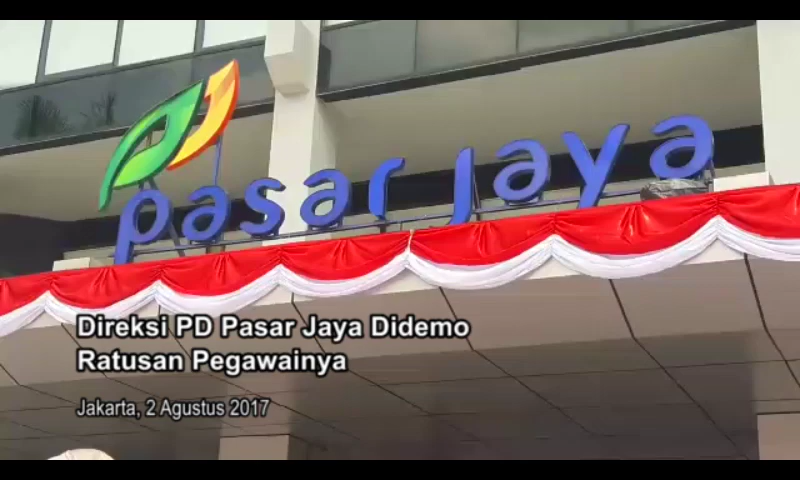 pasar jaya
Direksi PD Pasar Jaya Didemo
Ratusan Pegawainya
Jakarta, 2 Agustus 2017